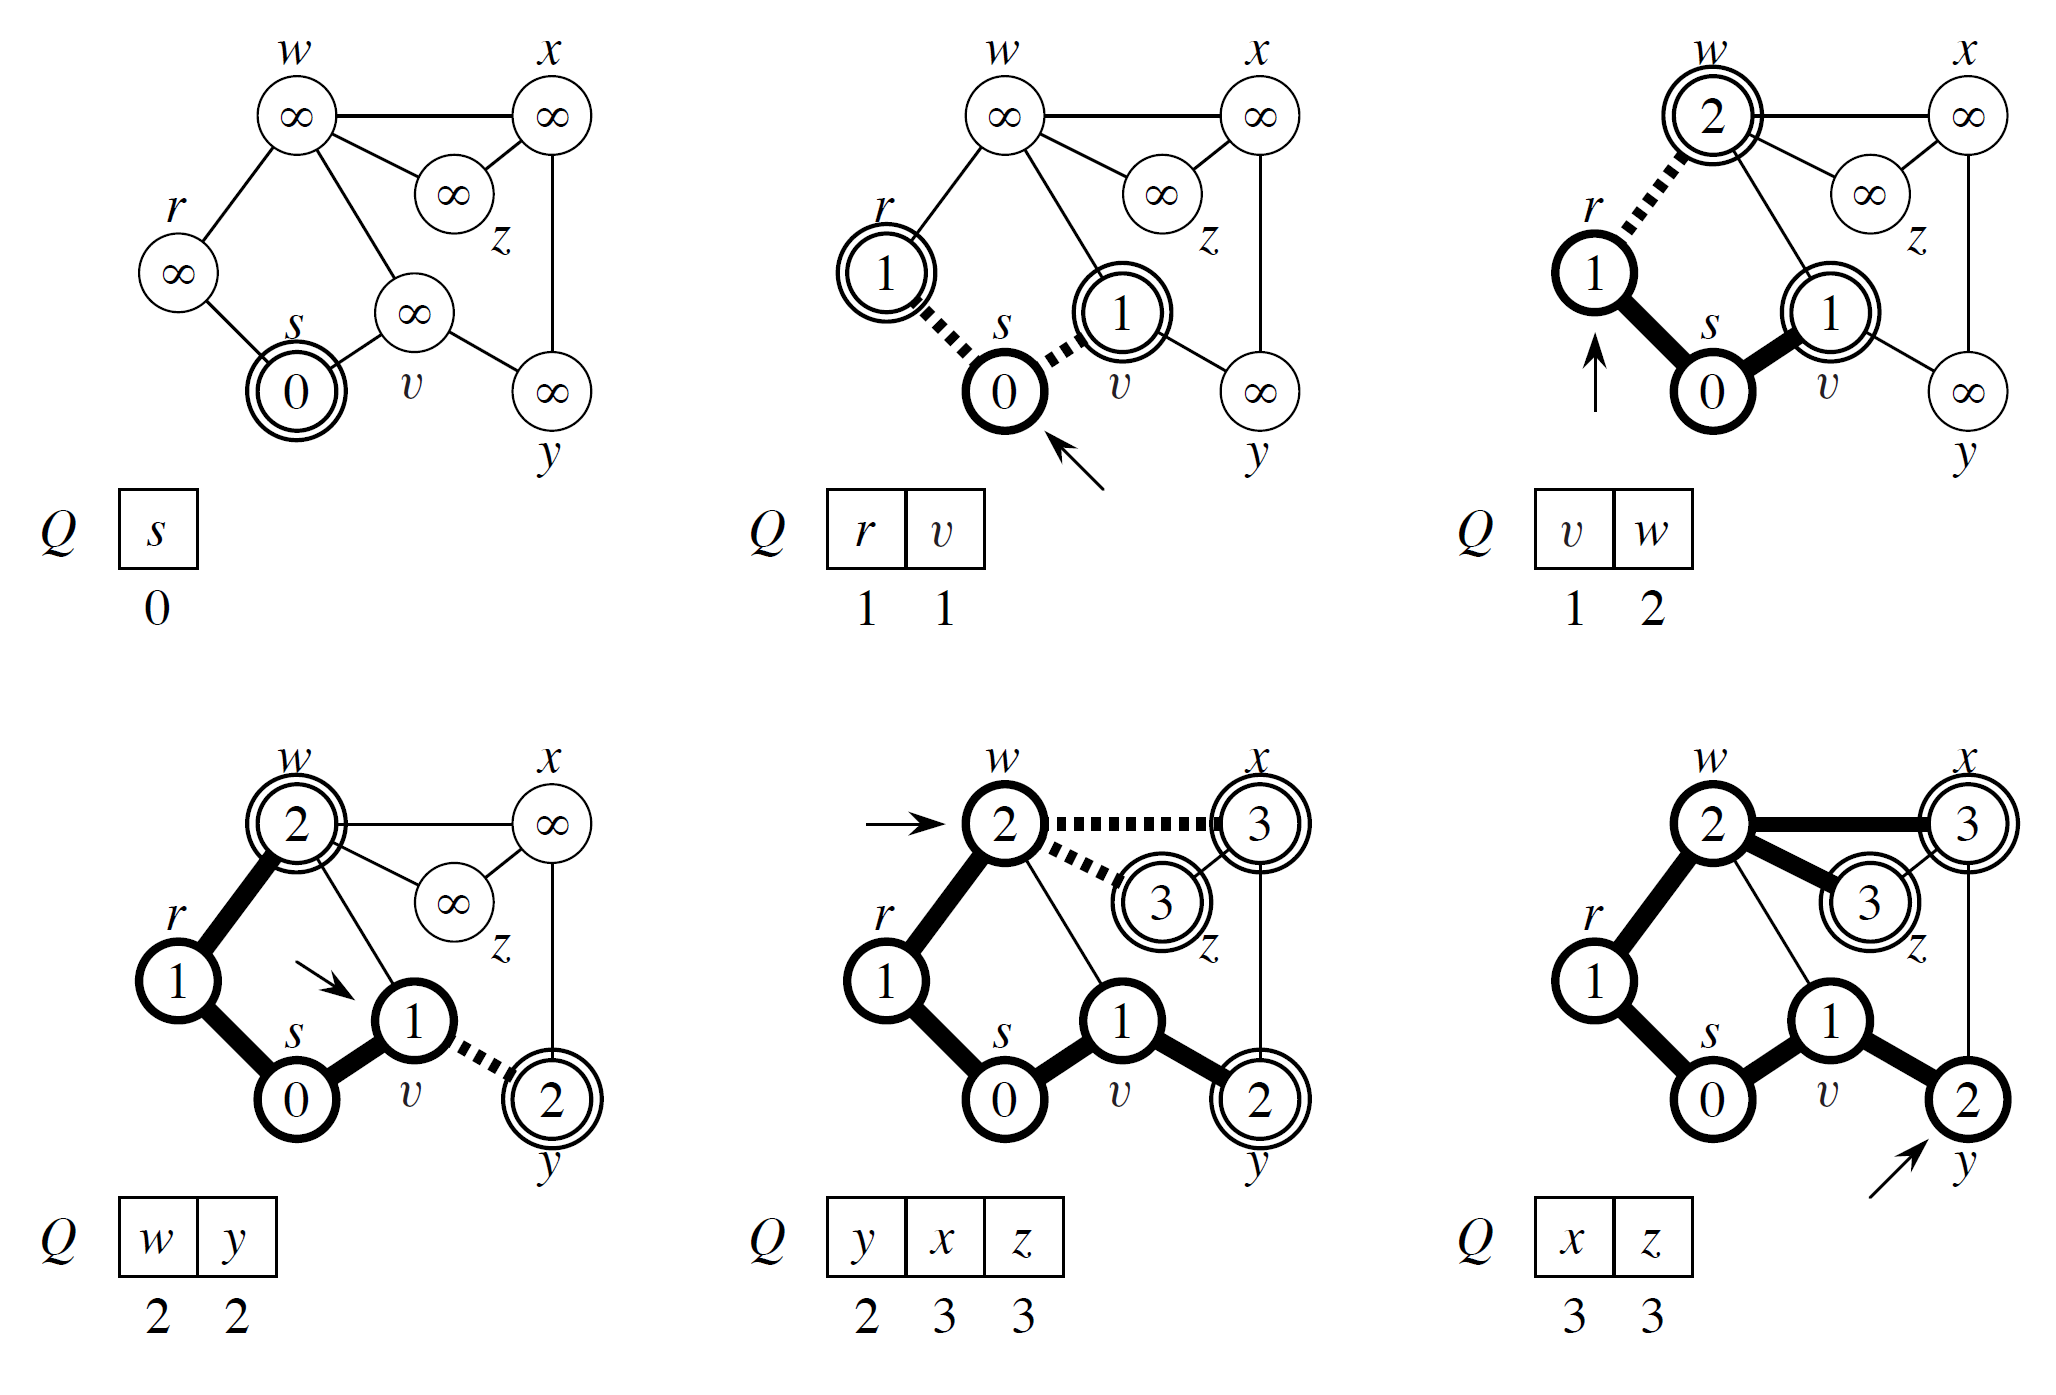 w x
∞ ∞
∞ z
r
∞
s ∞
0 v ∞
y
Q s
0
w x
∞ ∞
∞ z
r
1
s 1
0 v ∞
y
Q r v
1 1
w x
2 ∞
∞ z
r
1
s 1
0 v ∞
y
Q v w
1 2
w x
2 ∞
∞ z
r
1
s 1
0 v 2
y
Q w y
2 2
w x
2 3
3 z
r
1
s 1
0 v 2
y
Q y x z
2 3 3
w x
2 3
3 z
r
1
s 1
0 v 2
y
Q x z
3 3